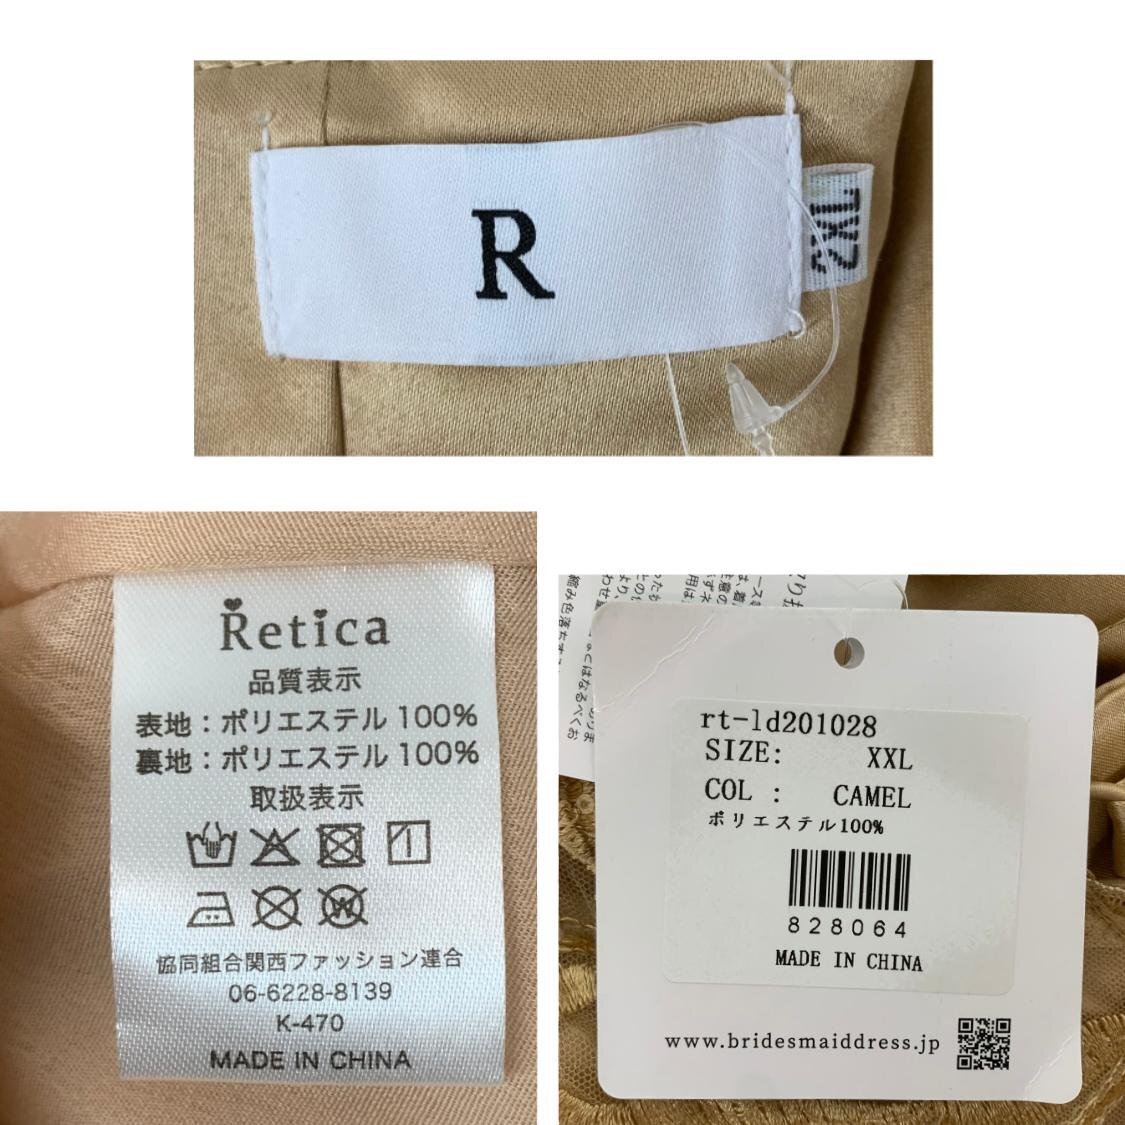 R
2XL
Retica
品質表示
表地：ポリエステル 100%
裏地：ポリエステル 100%
取扱表示
協同組合関西ファッション連合
06-6228-8139
K-470
MADE IN CHINA
rt-ld201028
SIZE: XXL
COL : CAMEL
ポリエステル100%
828064
MADE IN CHINA
www.bridesmaiddress.jp